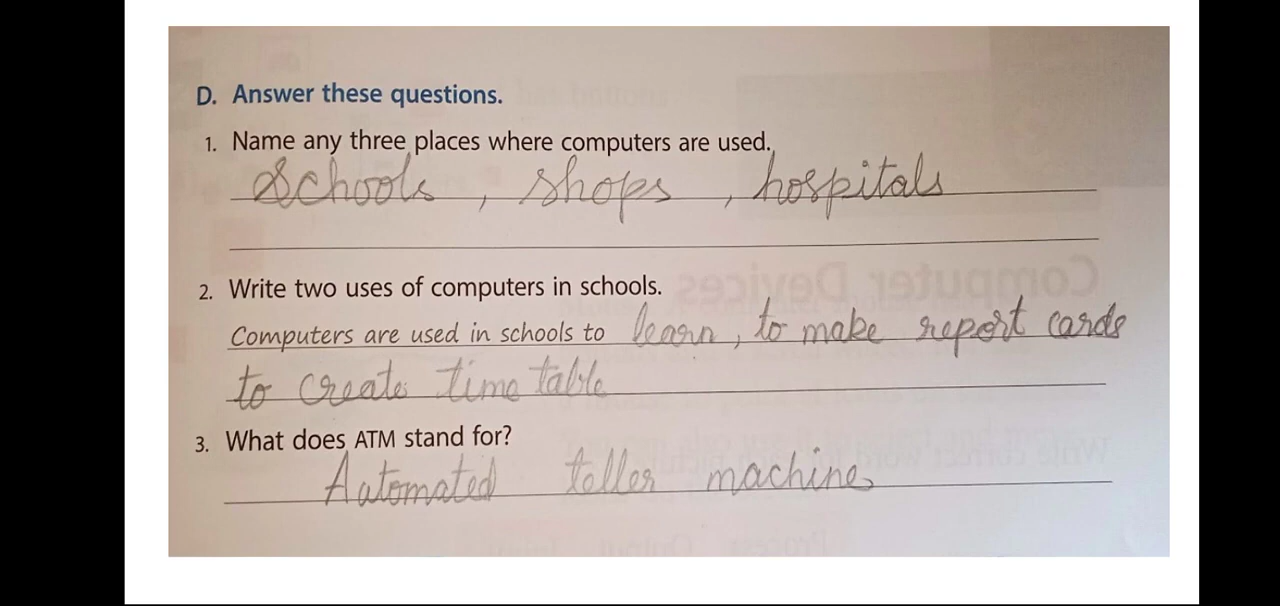 D. Answer these questions.
1. Name any three places where computers are used.
Schools, shops, hospitals
2. Write two uses of computers in schools.
Computers are used in schools to learn, to make report cards
to create time table
3. What does ATM stand for?
Automated teller machine